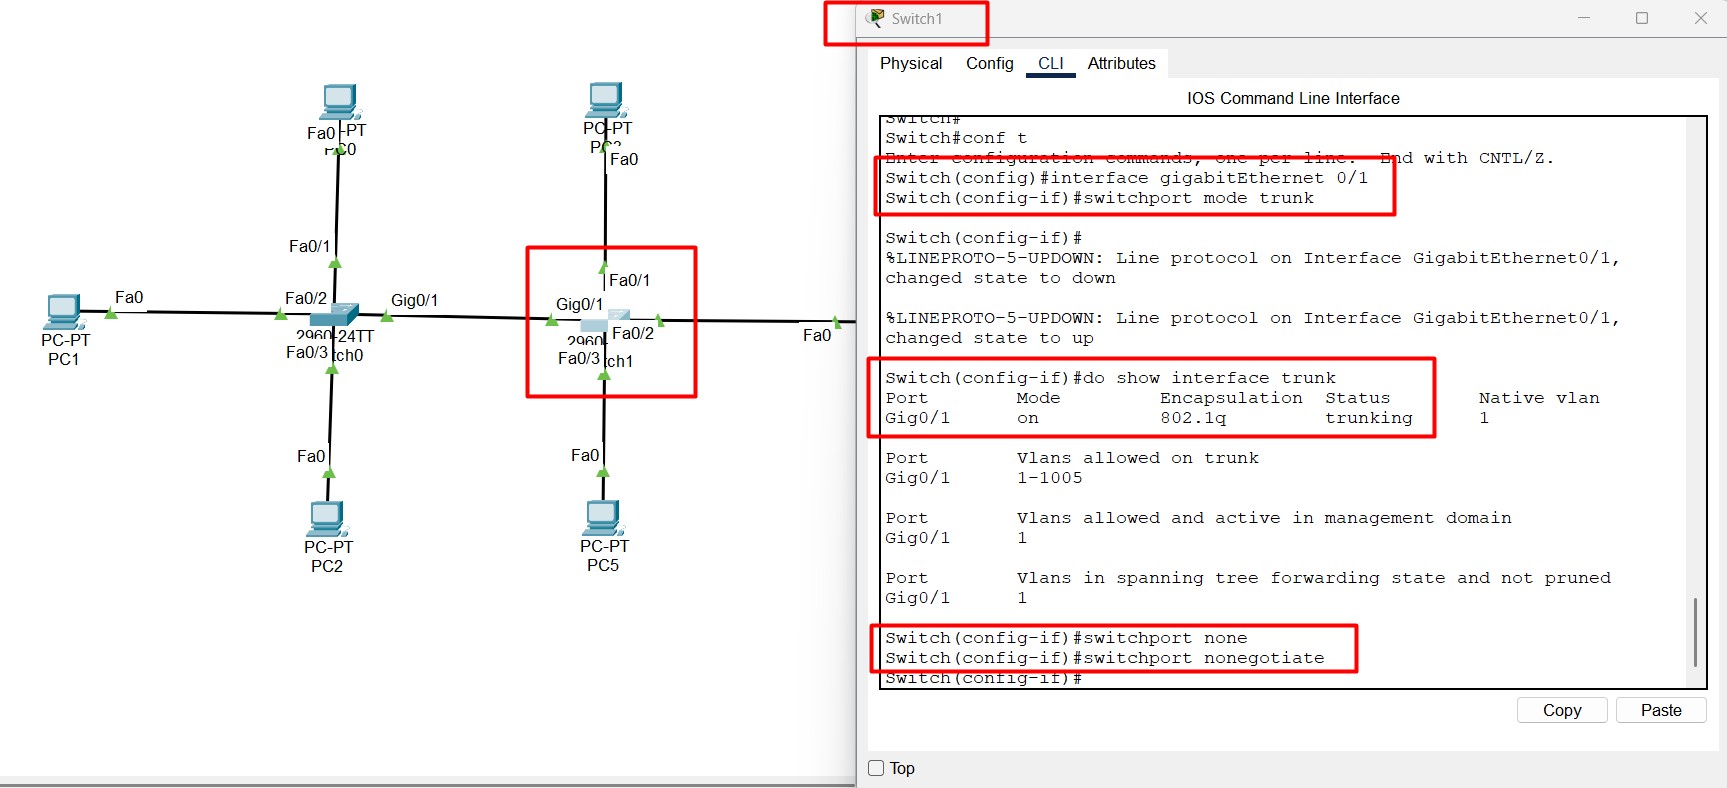 Switch1
Physical Config CLI Attributes
IOS Command Line Interface
Switch#
Switch#conf t
Enter configuration commands, one per line. End with CNTL/Z.
Switch(config)#interface gigabitEthernet 0/1
Switch(config-if)#switchport mode trunk
Switch(config-if)#
%LINEPROTO-5-UPDOWN: Line protocol on Interface GigabitEthernet0/1,
changed state to down
%LINEPROTO-5-UPDOWN: Line protocol on Interface GigabitEthernet0/1,
changed state to up
Switch(config-if)#do show interface trunk
Port Mode Encapsulation Status Native vlan
Gig0/1 on 802.1q trunking 1
Port Vlans allowed on trunk
Gig0/1 1-1005
Port Vlans allowed and active in management domain
Gig0/1 1
Port Vlans in spanning tree forwarding state and not pruned
Gig0/1 1
Switch(config-if)#switchport none
Switch(config-if)#switchport nonegotiate
Switch(config-if)#
Copy Paste
Top
Fa0
-PT
PC0
Fa0/1
Fa0
PC-PT
PC1
Fa0/2
Gig0/1
2960-24TT
Fa0/3
tch0
Fa0
PC-PT
PC2
PC-PT
Fa0
Fa0/1
Gig0/1
Fa0/2
2960-
Fa0/3
tch1
Fa0
Fa0
PC-PT
PC5